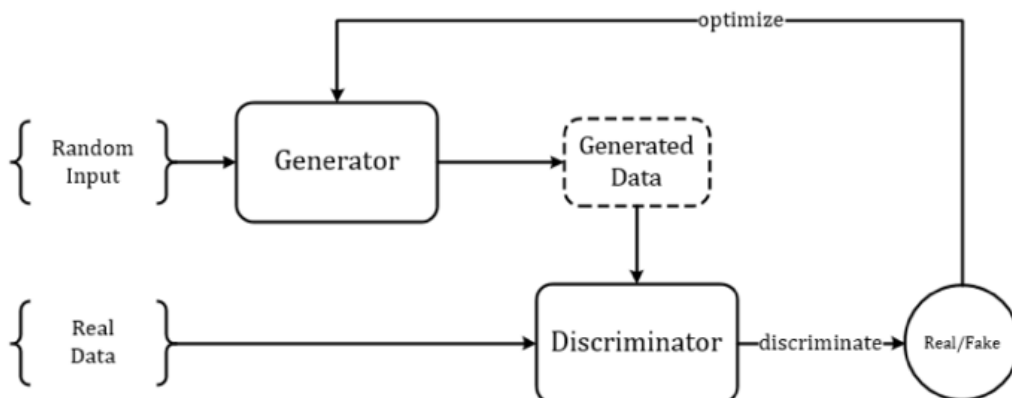 optimize
Random
Input
Generator
Generated
Data
Real
Data
Discriminator
discriminate
Real/Fake